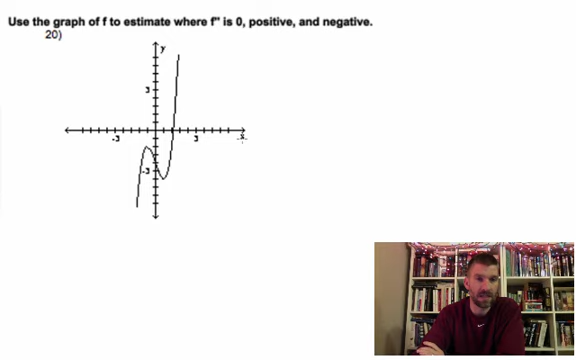 Use the graph of f to estimate where f" is 0, positive, and negative.
20)
y
3
-3
3
x
-3